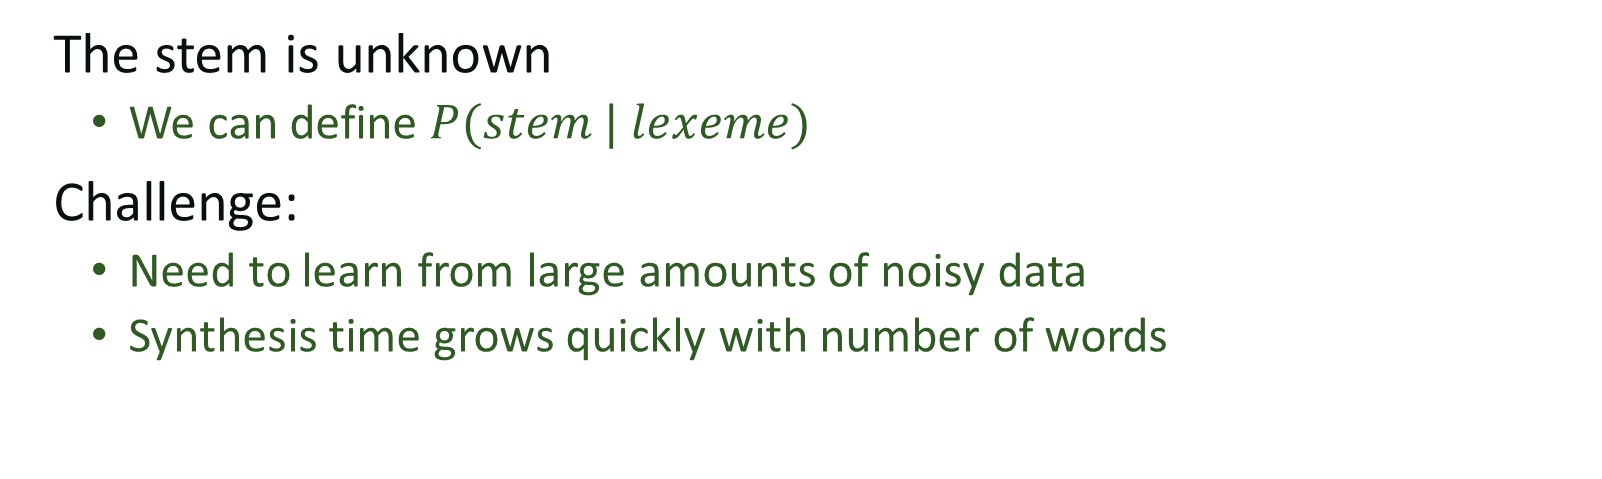 The stem is unknown
• We can define P(stem | lexeme)
Challenge:
• Need to learn from large amounts of noisy data
• Synthesis time grows quickly with number of words